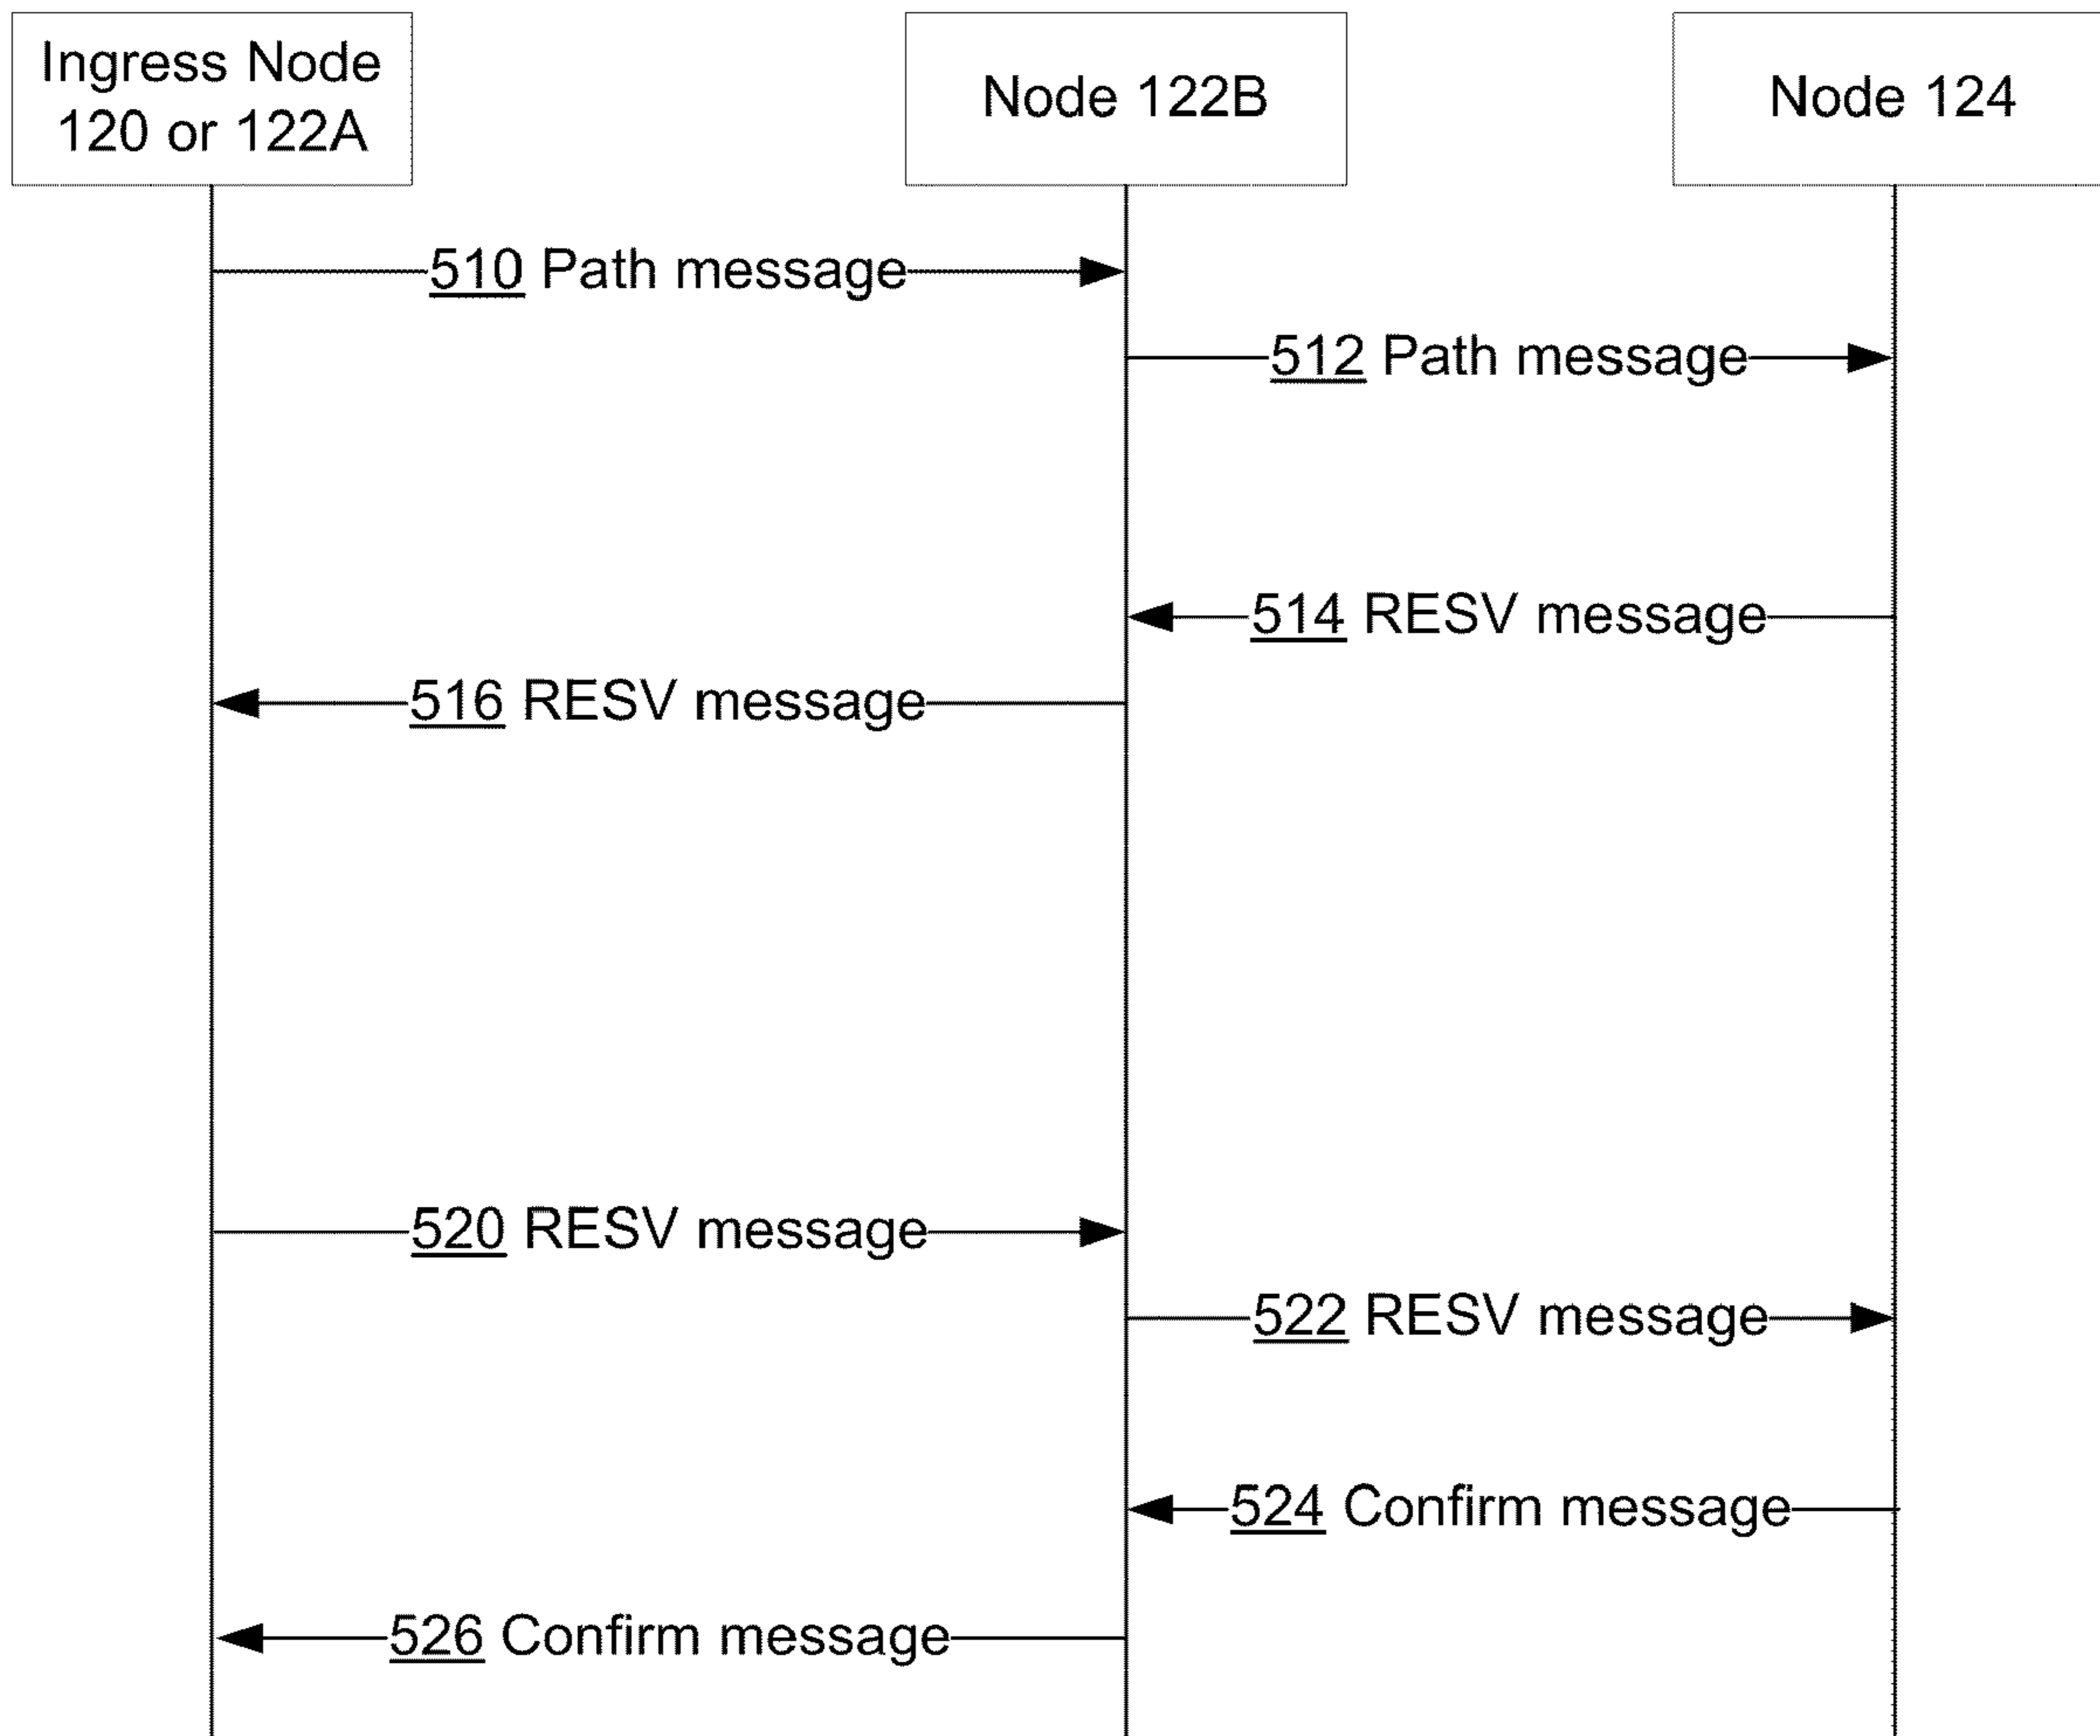 Ingress Node
120 or 122A
Node 122B
Node 124
510 Path message
512 Path message
514 RESV message
516 RESV message
520 RESV message
522 RESV message
524 Confirm message
526 Confirm message